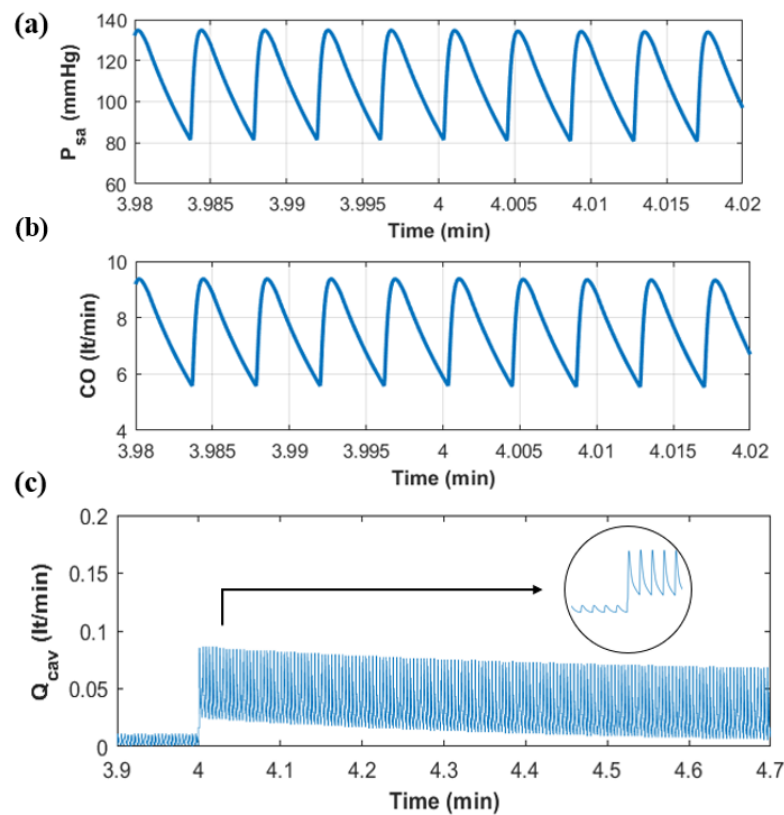 (a)
140
120
100
80
60
P_sa (mmHg)
3.98 3.985 3.99 3.995 4 4.005 4.01 4.015 4.02
Time (min)
(b)
10
8
6
4
CO (lt/min)
3.98 3.985 3.99 3.995 4 4.005 4.01 4.015 4.02
Time (min)
(c)
0.2
0.15
0.1
0.05
0
Q_cav (lt/min)
3.9 4 4.1 4.2 4.3 4.4 4.5 4.6 4.7
Time (min)